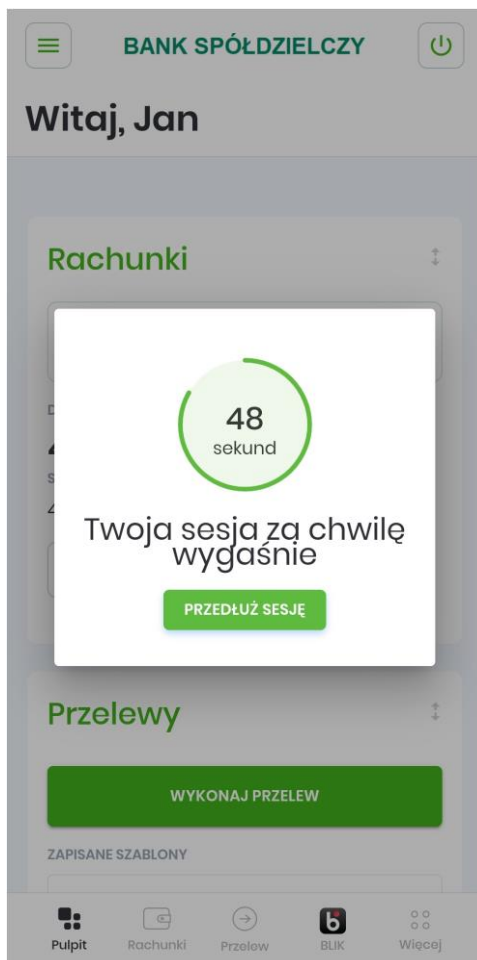 BANK SPÓŁDZIELCZY
Witaj, Jan
Rachunki
48
sekund
Twoja sesja za chwilę
wygaśnie
PRZEDŁUŻ SESJĘ
Przelewy
WYKONAJ PRZELEW
ZAPISANE SZABLONY
Pulpit Rachunki Przelew BLIK Więcej